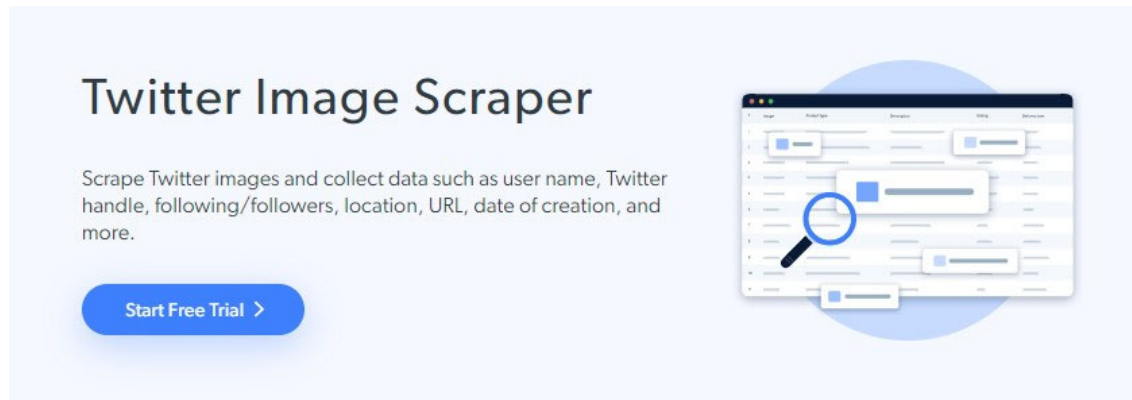 Twitter Image Scraper
Scrape Twitter images and collect data such as user name, Twitter
handle, following/followers, location, URL, date of creation, and
more.
Start Free Trial